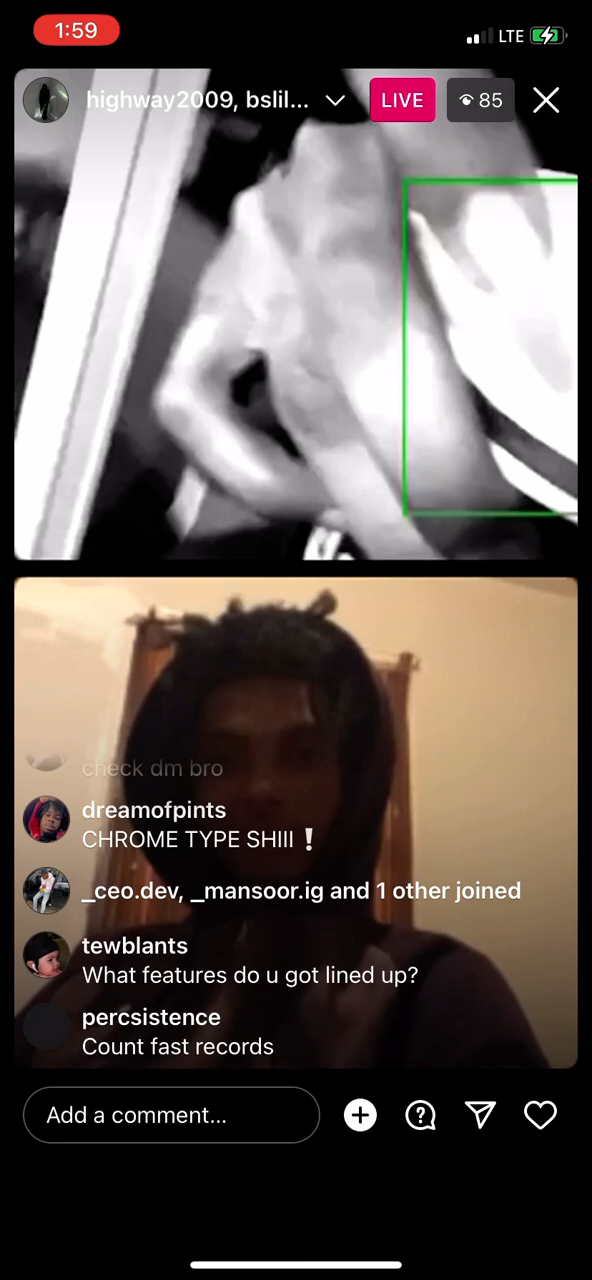 1:59
LTE
highway2009, bslil...
LIVE
85
check dm bro
dreamofpints
CHROME TYPE SHIII❗
_ceo.dev, _mansoor.ig and 1 other joined
tewblants
What features do u got lined up?
percsistence
Count fast records
Add a comment...